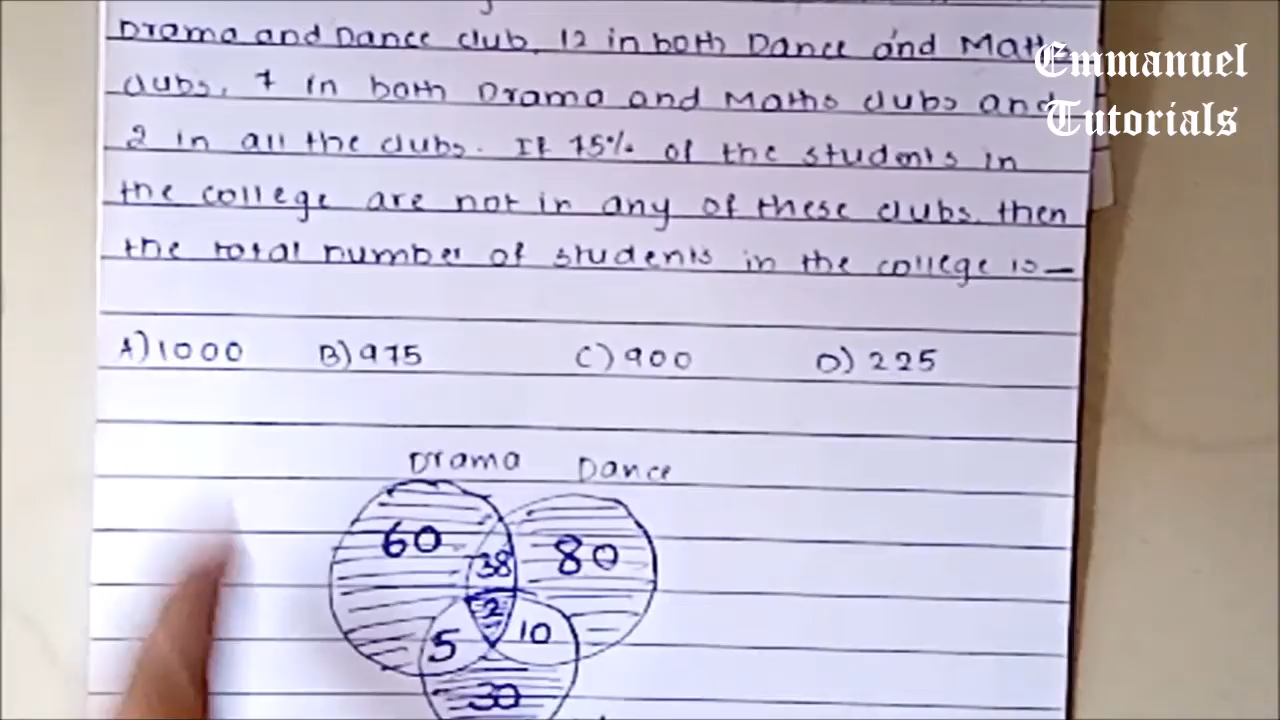 Drama and Dance club, 12 in both Dance and Maths
clubs, 7 in both Drama and Maths clubs and
2 in all the clubs. If 75% of the students in
the college are not in any of these clubs, then
the total number of students in the college is —
A) 1000 B) 975 C) 900 D) 225
Drama Dance
60 38 80
2
5 10
30
Emmanuel
Tutorials